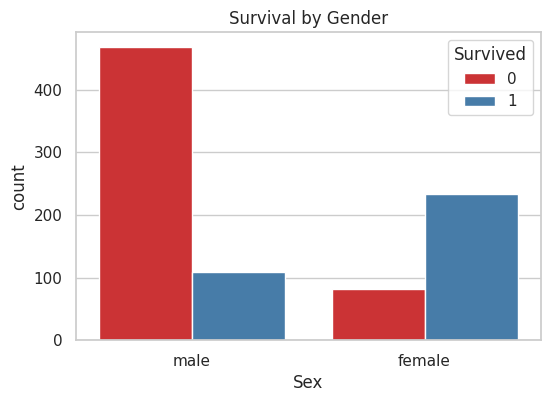 Survival by Gender
Survived
0
1
400
300
200
100
0
count
male
female
Sex